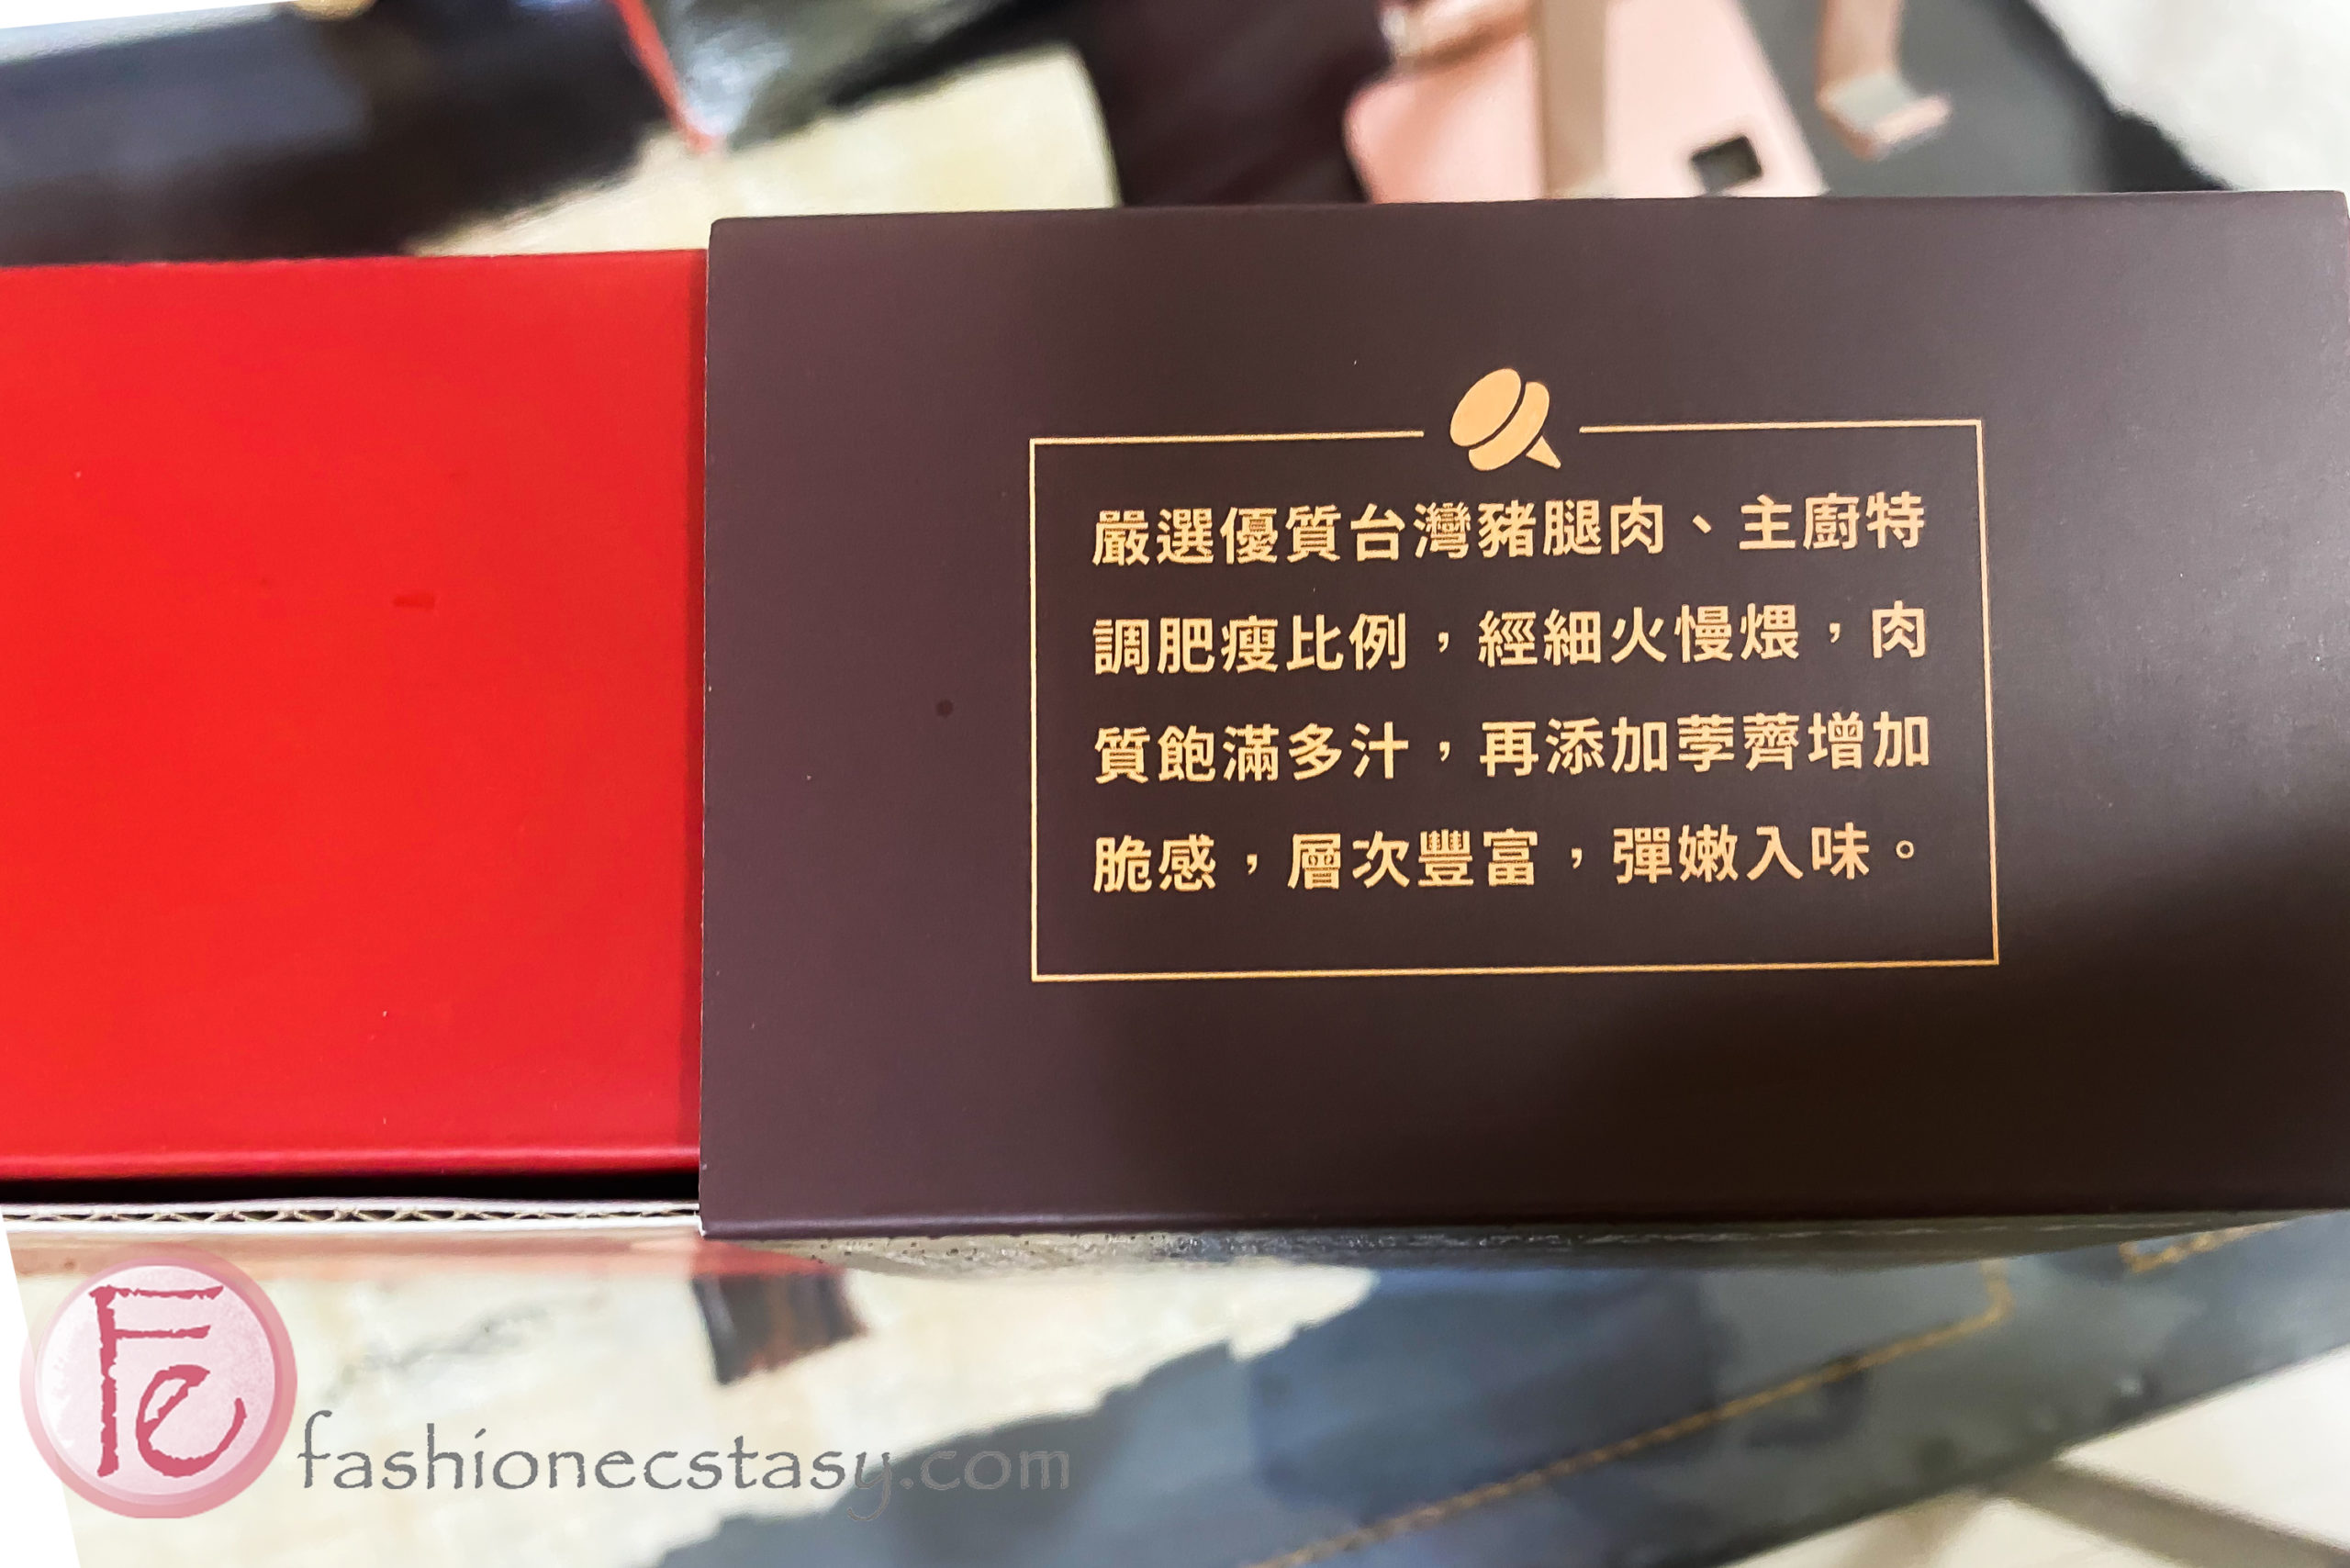 嚴選優質台灣豬腿肉、主廚特
調肥瘦比例，經細火慢煨，肉
質飽滿多汁，再添加荸薺增加
脆感，層次豐富，彈嫩入味。
Fe
fashionecstasy.com